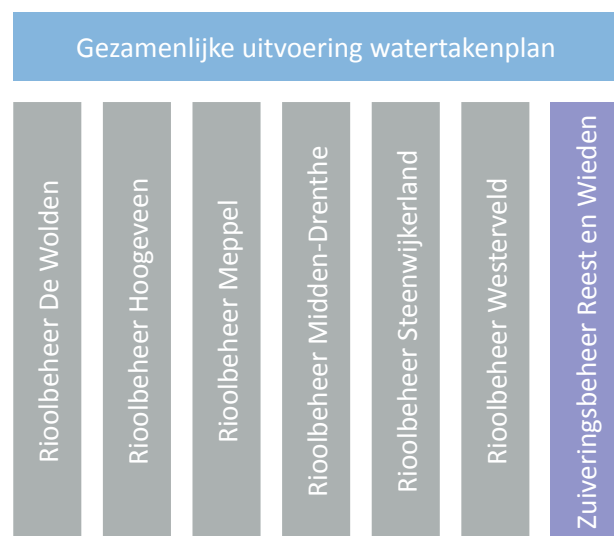 Gezamenlijke uitvoering watertakenplan
Rioolbeheer De Wolden
Rioolbeheer Hoogeveen
Rioolbeheer Meppel
Rioolbeheer Midden-Drenthe
Rioolbeheer Steenwijkerland
Rioolbeheer Westerveld
Zuiveringsbeheer Reest en Wieden